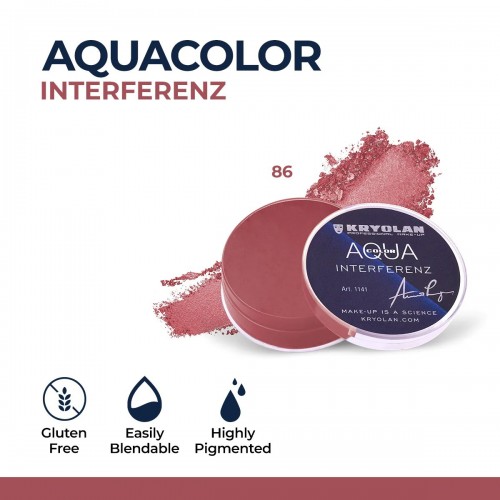 AQUACOLOR
INTERFERENZ
86
KRYOLAN
PROFESSIONAL MAKE-UP
AQUA
COLOR
INTERFERENZ
Art. 1141
MAKE-UP IS A SCIENCE
KRYOLAN.COM
Gluten
Free
Easily
Blendable
Highly
Pigmented